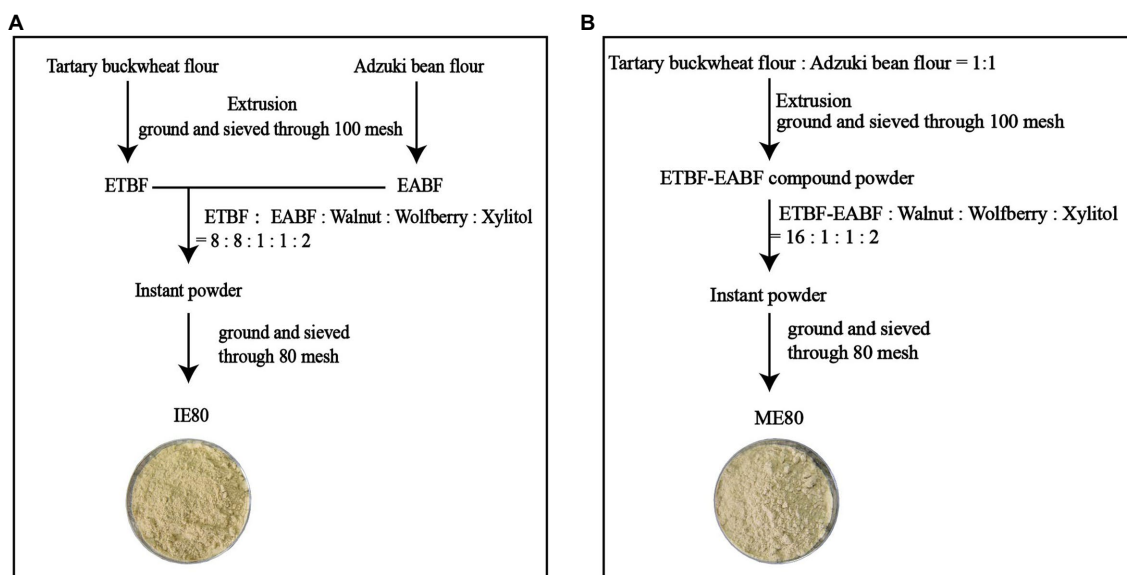 A
Tartary buckwheat flour
Adzuki bean flour
Extrusion
ground and sieved through 100 mesh
ETBF
EABF
ETBF : EABF : Walnut : Wolfberry : Xylitol
= 8 : 8 : 1 : 1 : 2
Instant powder
ground and sieved
through 80 mesh
IE80
B
Tartary buckwheat flour : Adzuki bean flour = 1:1
Extrusion
ground and sieved through 100 mesh
ETBF-EABF compound powder
ETBF-EABF : Walnut : Wolfberry : Xylitol
= 16 : 1 : 1 : 2
Instant powder
ground and sieved
through 80 mesh
ME80